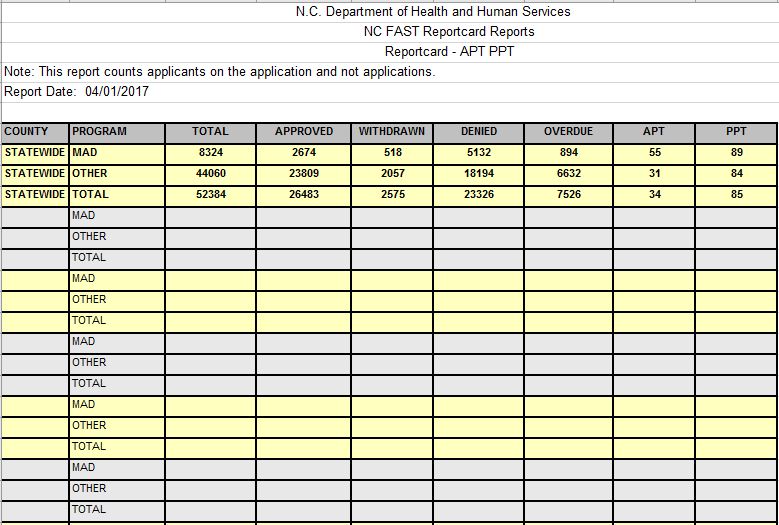 N.C. Department of Health and Human Services
NC FAST Reportcard Reports
Reportcard - APT PPT
Note: This report counts applicants on the application and not applications.
Report Date: 04/01/2017
COUNTY PROGRAM TOTAL APPROVED WITHDRAWN DENIED OVERDUE APT PPT
STATEWIDE MAD 8324 2674 518 5132 894 55 89
STATEWIDE OTHER 44060 23809 2057 18194 6632 31 84
STATEWIDE TOTAL 52384 26483 2575 23326 7526 34 85
MAD
OTHER
TOTAL
MAD
OTHER
TOTAL
MAD
OTHER
TOTAL
MAD
OTHER
TOTAL
MAD
OTHER
TOTAL